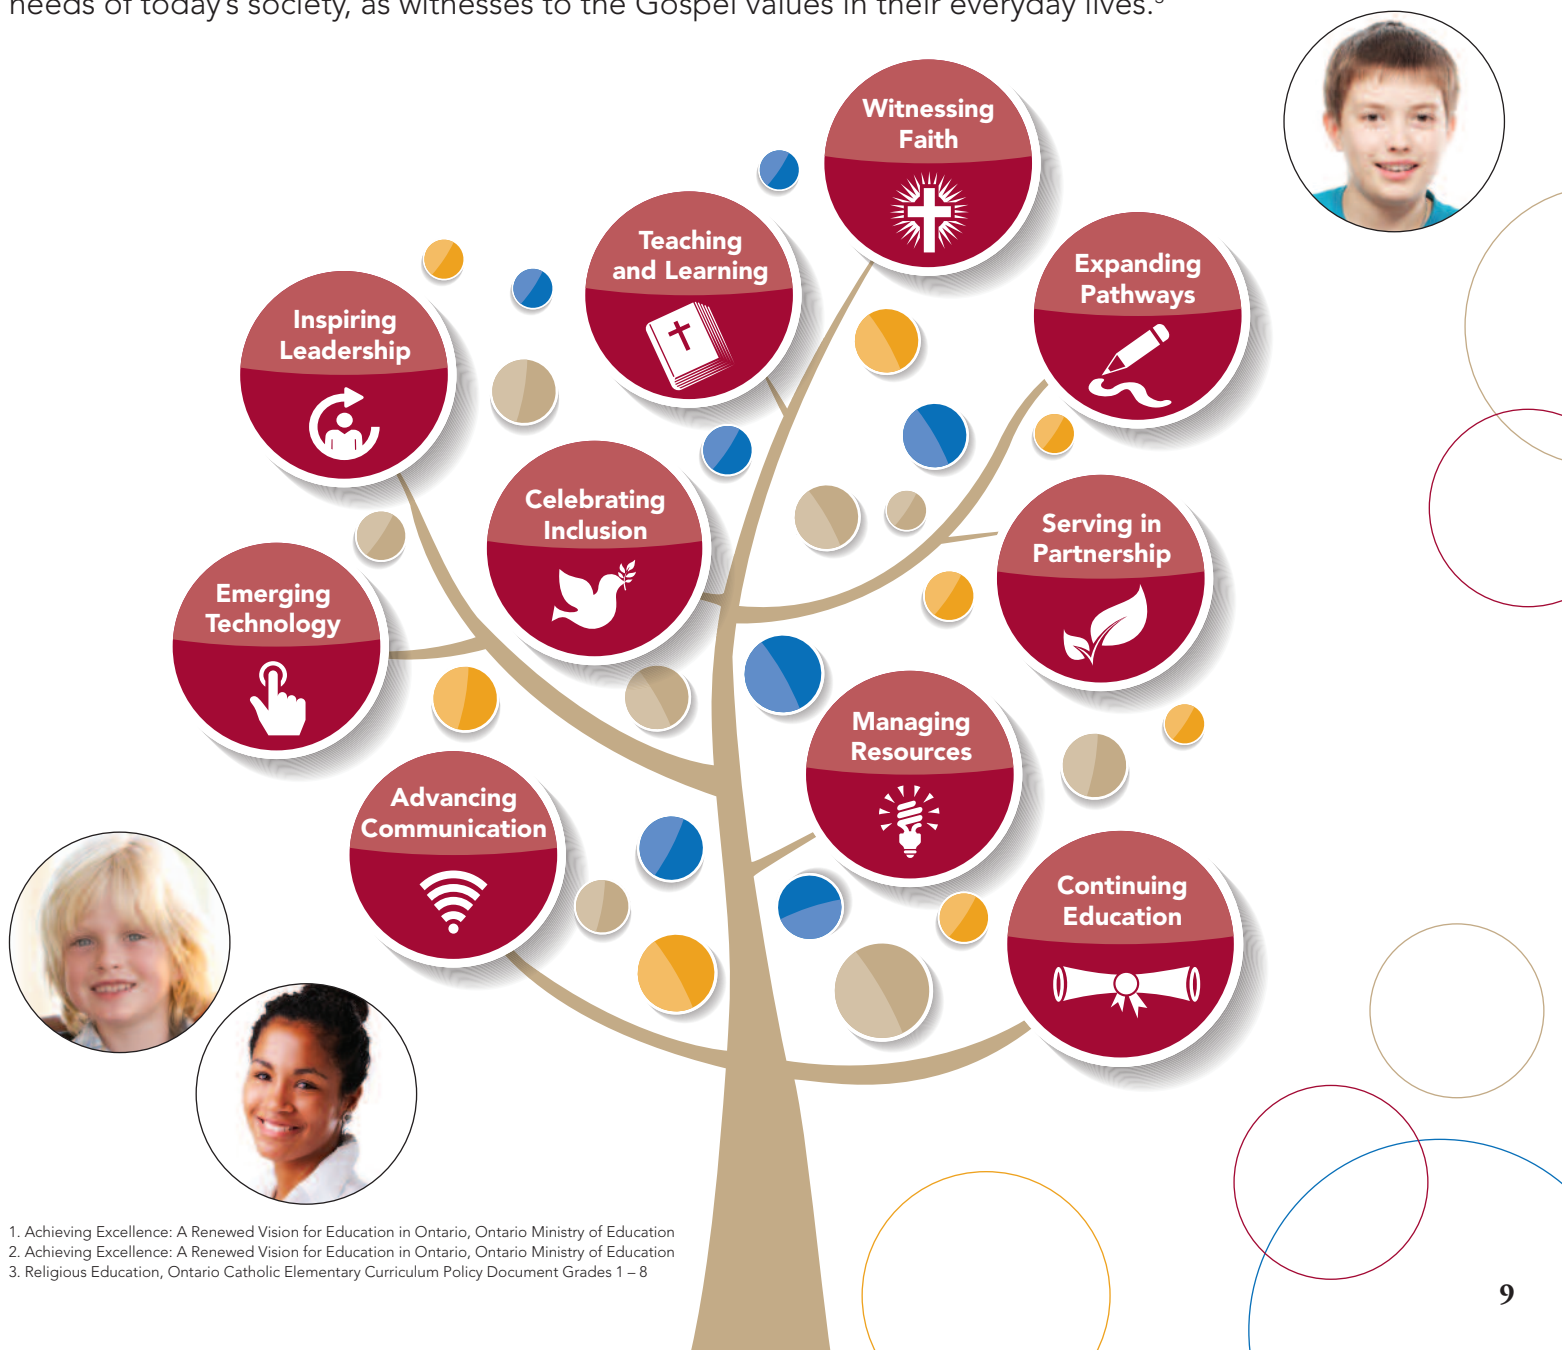 needs of today's society, as witnesses to the Gospel values in their everyday lives.³
Witnessing
Faith
Teaching
and Learning
Expanding
Pathways
Inspiring
Leadership
Celebrating
Inclusion
Serving in
Partnership
Emerging
Technology
Managing
Resources
Advancing
Communication
Continuing
Education
1. Achieving Excellence: A Renewed Vision for Education in Ontario, Ontario Ministry of Education
2. Achieving Excellence: A Renewed Vision for Education in Ontario, Ontario Ministry of Education
3. Religious Education, Ontario Catholic Elementary Curriculum Policy Document Grades 1 – 8
9